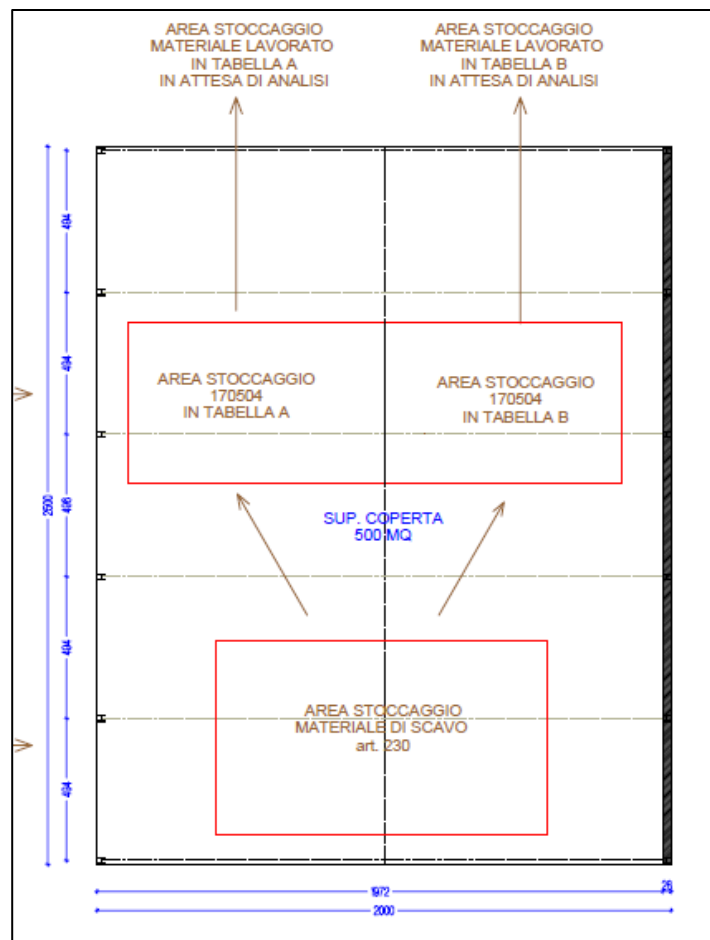 AREA STOCCAGGIO
MATERIALE LAVORATO
IN TABELLA A
IN ATTESA DI ANALISI
AREA STOCCAGGIO
MATERIALE LAVORATO
IN TABELLA B
IN ATTESA DI ANALISI
494
494
AREA STOCCAGGIO
170504
IN TABELLA A
AREA STOCCAGGIO
170504
IN TABELLA B
2500
496
SUP. COPERTA
500 MQ
494
AREA STOCCAGGIO
MATERIALE DI SCAVO
art. 230
494
1972
28
2000